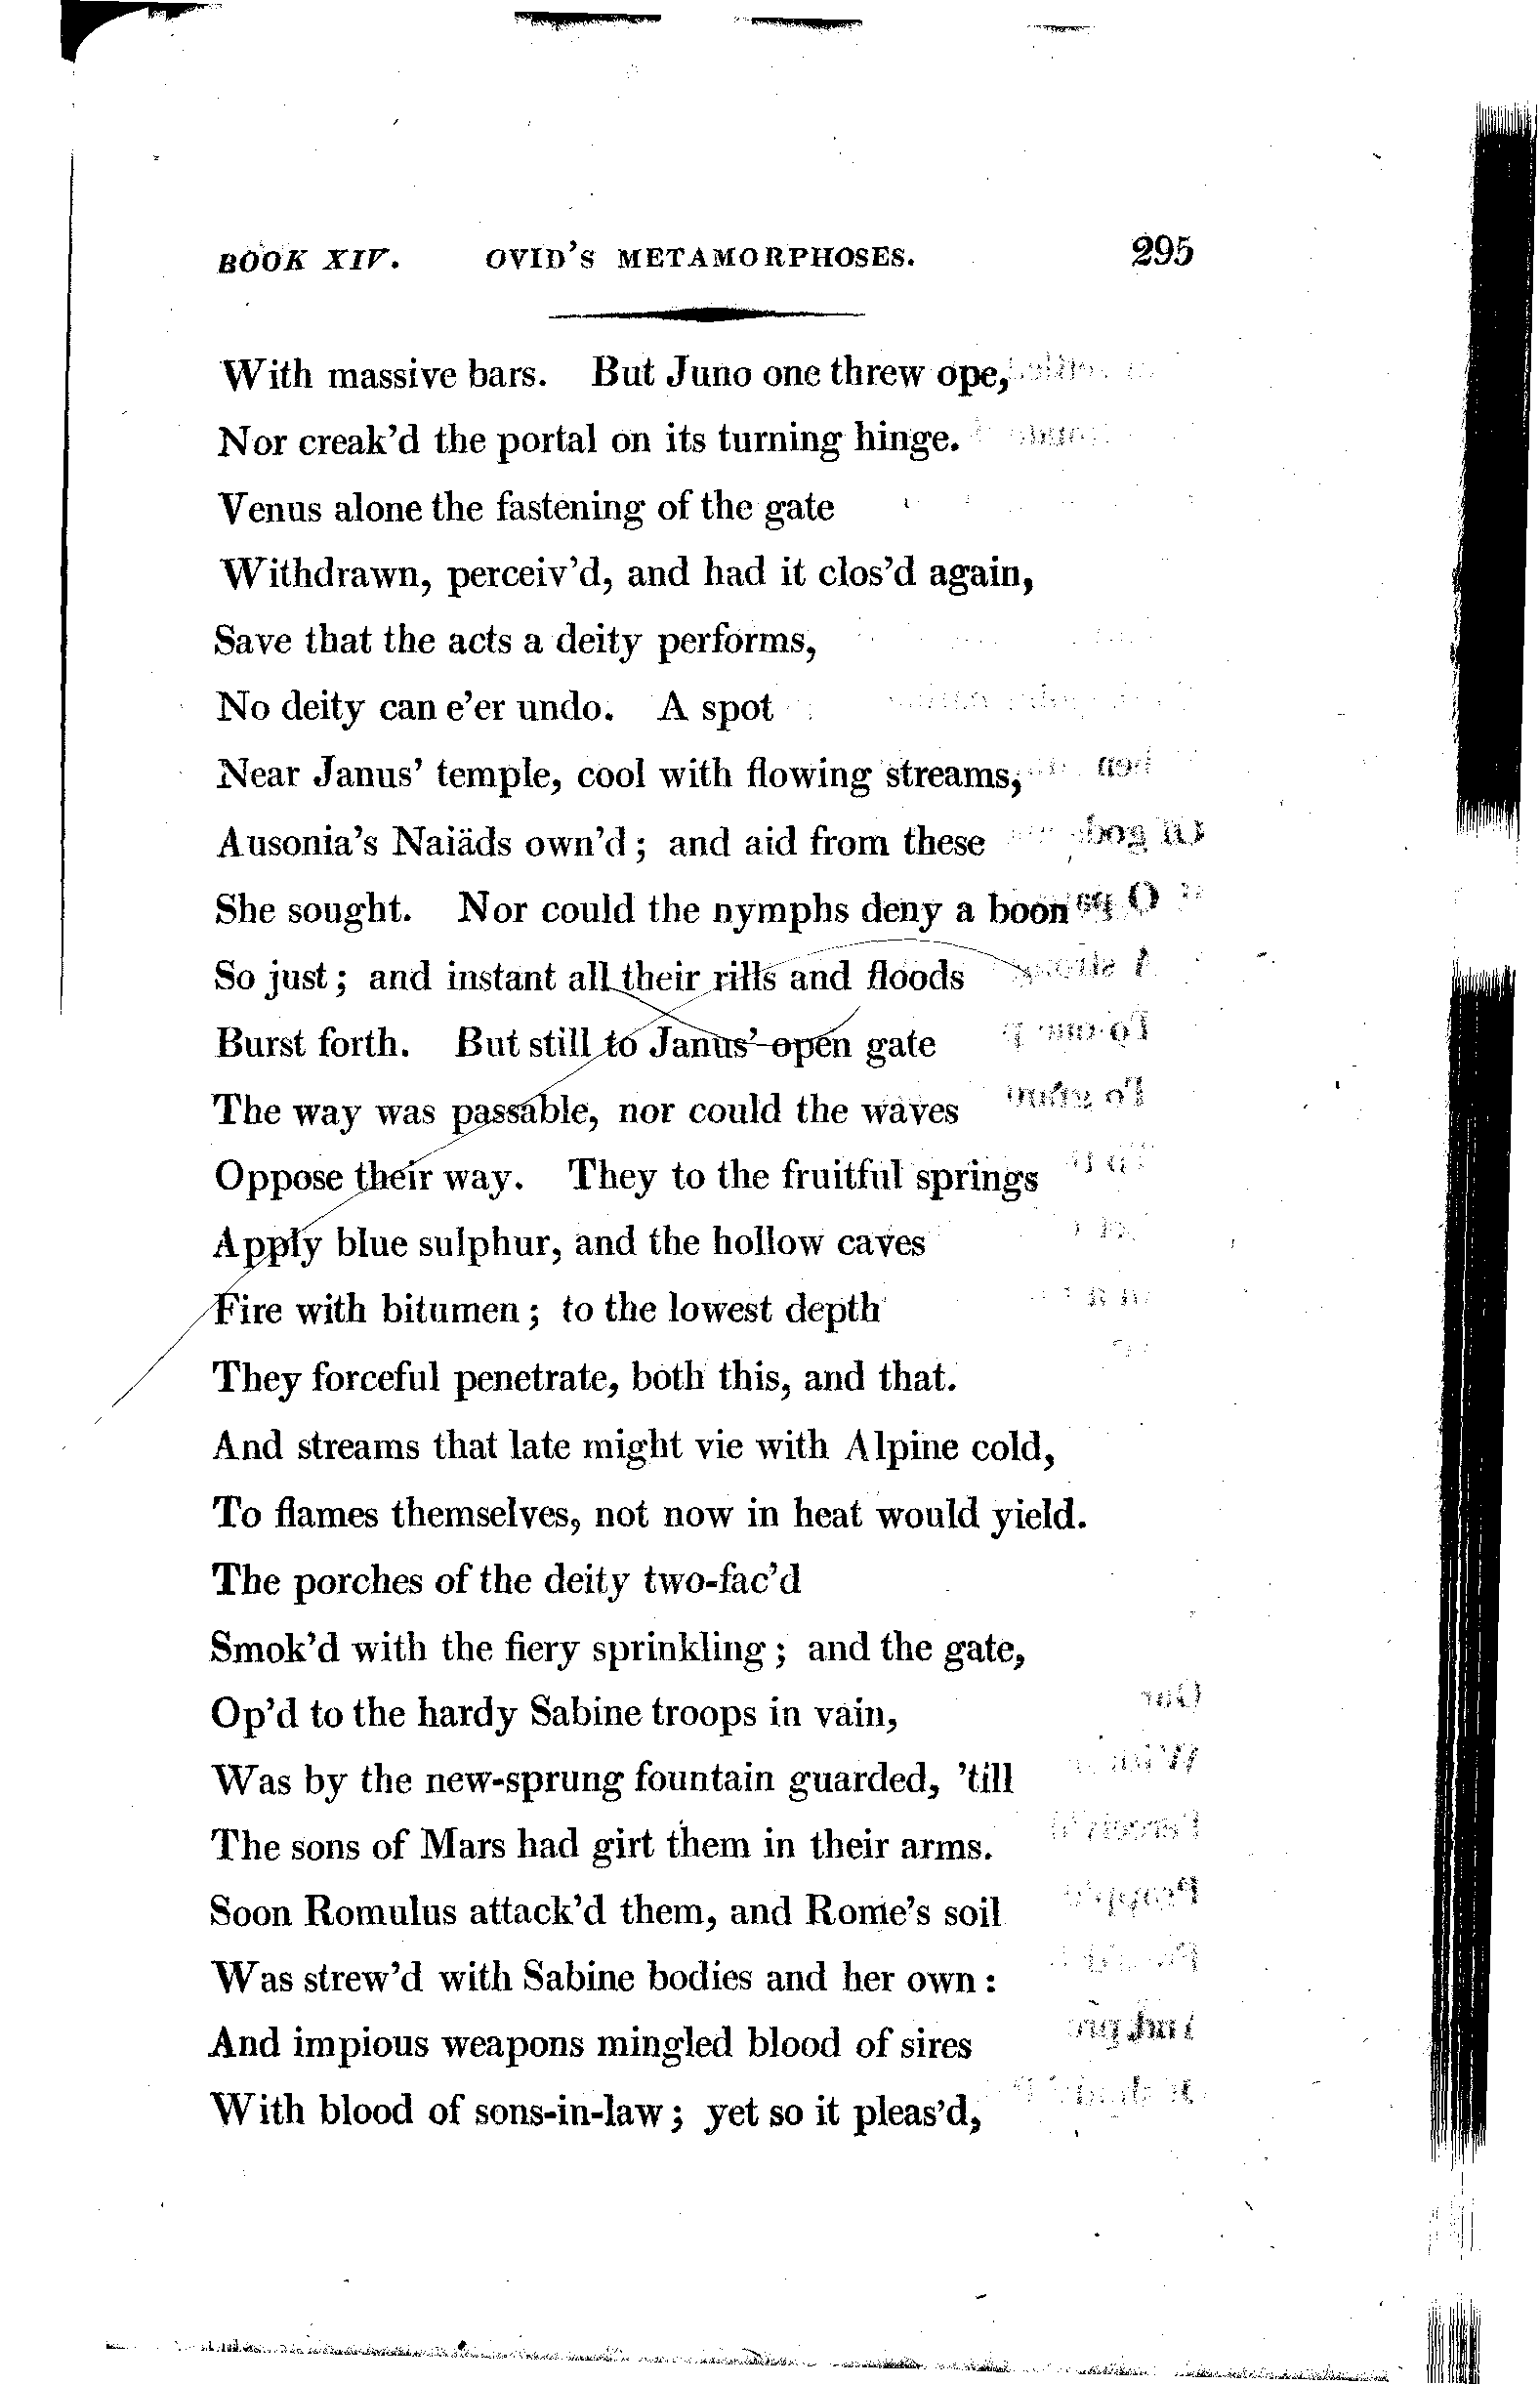 BOOK XIV. OVID'S METAMORPHOSES. 295
With massive bars. But Juno one threw ope,
Nor creak'd the portal on its turning hinge.
Venus alone the fastening of the gate
Withdrawn, perceiv'd, and had it clos'd again,
Save that the acts a deity performs,
No deity can e'er undo. A spot
Near Janus' temple, cool with flowing streams,
Ausonia's Naiäds own'd; and aid from these
She sought. Nor could the nymphs deny a boon
So just; and instant all their rills and floods
Burst forth. But still to Janus' open gate
The way was passable, nor could the waves
Oppose their way. They to the fruitful springs
Apply blue sulphur, and the hollow caves
Fire with bitumen; to the lowest depth
They forceful penetrate, both this, and that.
And streams that late might vie with Alpine cold,
To flames themselves, not now in heat would yield.
The porches of the deity two-fac'd
Smok'd with the fiery sprinkling; and the gate,
Op'd to the hardy Sabine troops in vain,
Was by the new-sprung fountain guarded, 'till
The sons of Mars had girt them in their arms.
Soon Romulus attack'd them, and Rome's soil
Was strew'd with Sabine bodies and her own:
And impious weapons mingled blood of sires
With blood of sons-in-law; yet so it pleas'd,